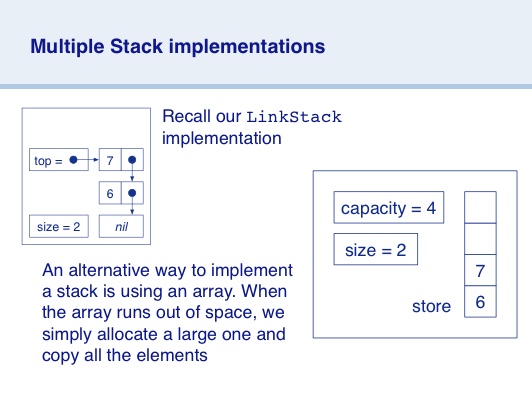 Multiple Stack implementations
Recall our LinkStack
implementation
top =
7
6
size = 2
nil
capacity = 4
size = 2
7
store
6
An alternative way to implement
a stack is using an array. When
the array runs out of space, we
simply allocate a large one and
copy all the elements